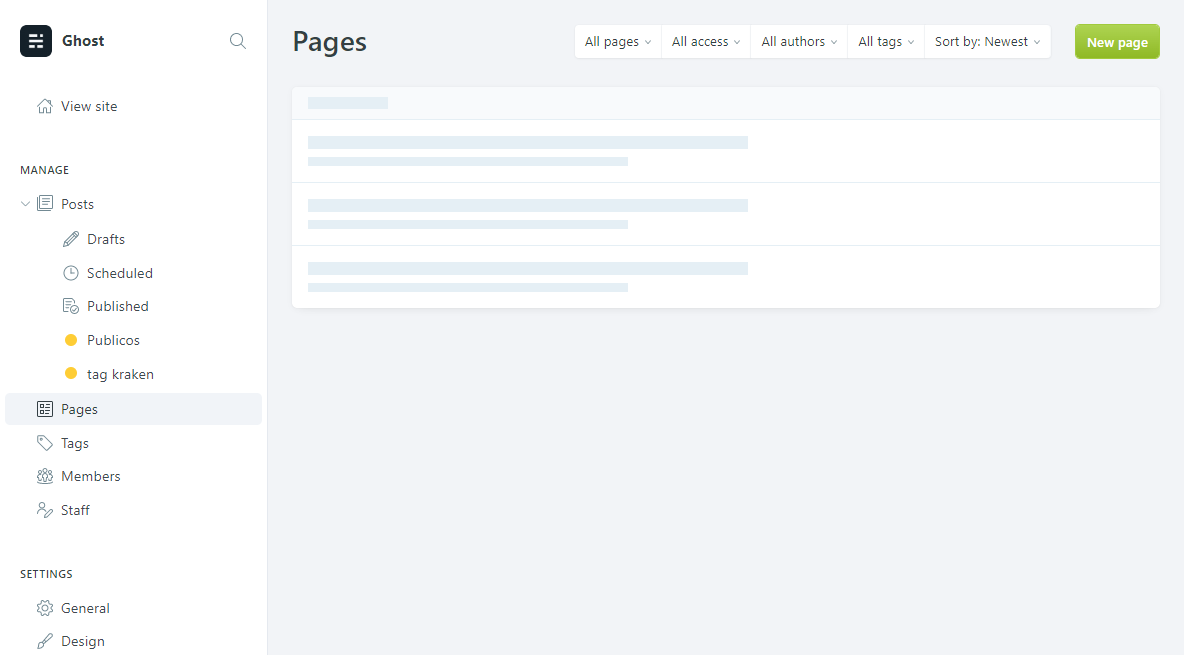 Ghost
View site
MANAGE
Posts
Drafts
Scheduled
Published
Publicos
tag kraken
Pages
Tags
Members
Staff
SETTINGS
General
Design
Pages
All pages All access All authors All tags Sort by: Newest
New page